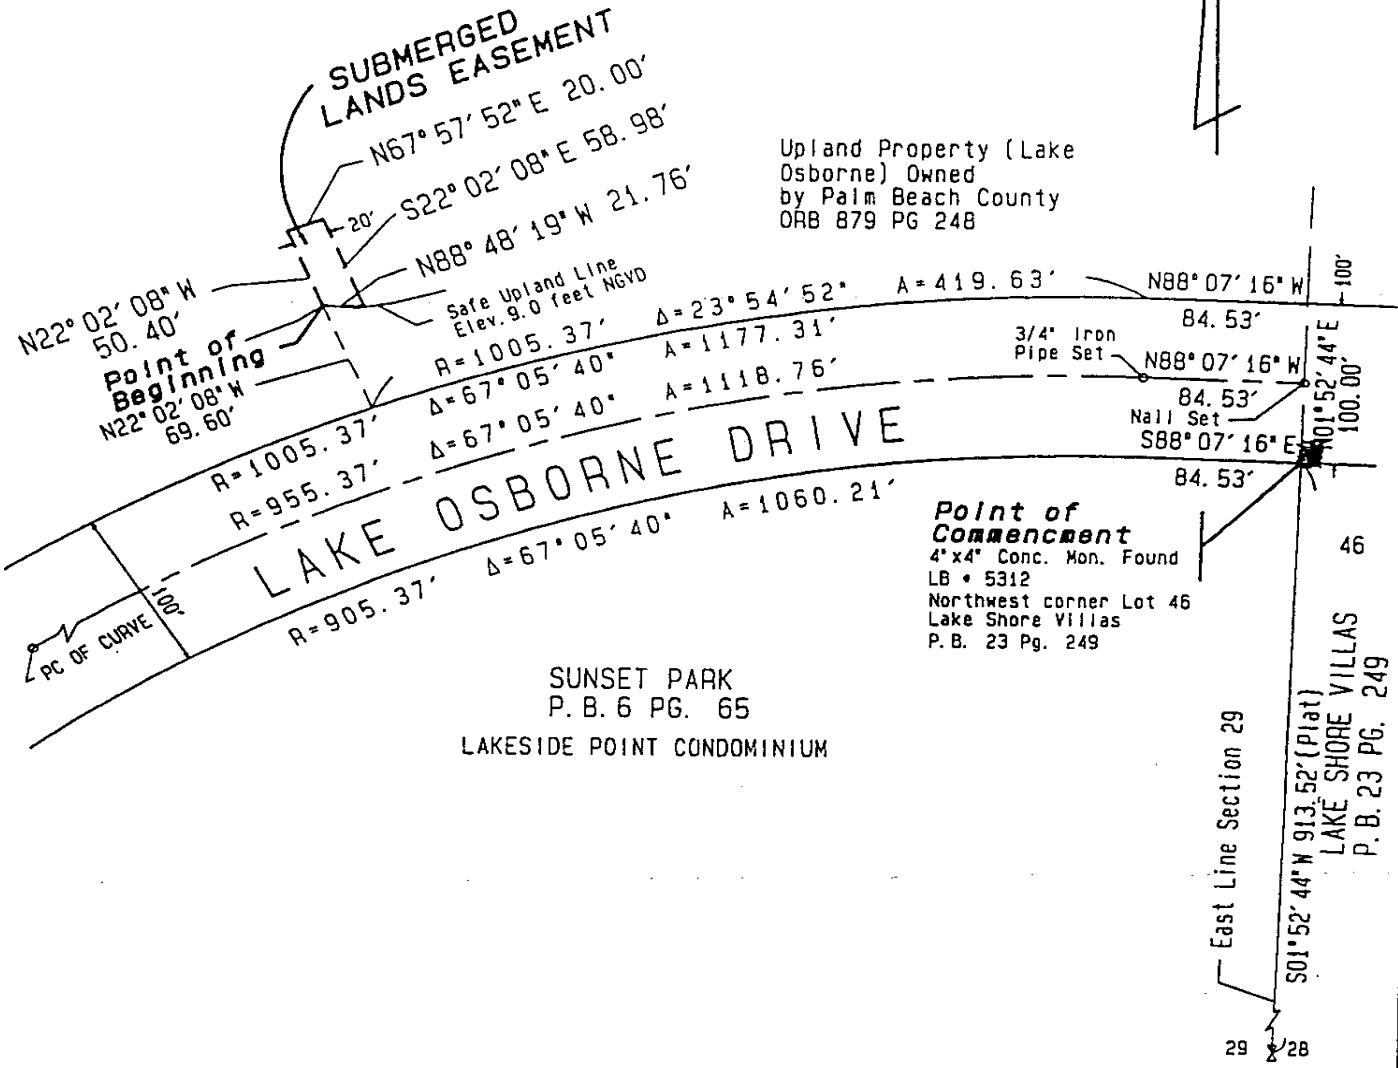 SUBMERGED
LANDS EASEMENT
N67° 57′ 52" E 20.00′
S22° 02′ 08" E 58.98′
20′
N88° 48′ 19" W 21.76′
N22° 02′ 08" W
50.40′
Safe Upland Line
Elev. 9.0 feet NGVD
Point of
Beginning
N22° 02′ 08" W
69.60′
Upland Property (Lake
Osborne) Owned
by Palm Beach County
ORB 879 PG 248
R=1005.37′ Δ=23° 54′ 52" A=419.63′
N88° 07′ 16" W
84.53′
100′
R=1005.37′ Δ=67° 05′ 40" A=1177.31′
3/4" Iron
Pipe Set
N88° 07′ 16" W
84.53′
Nail Set
N01° 52′ 44" E
100.00′
R=955.37′ Δ=67° 05′ 40" A=1118.76′
S88° 07′ 16" E
84.53′
LAKE OSBORNE DRIVE
R=905.37′ Δ=67° 05′ 40" A=1060.21′
100′
PC OF CURVE
Point of
Commencment
4"x4" Conc. Mon. Found
LB • 5312
Northwest corner Lot 46
Lake Shore Villas
P. B. 23 Pg. 249
46
SUNSET PARK
P. B. 6 PG. 65
LAKESIDE POINT CONDOMINIUM
East Line Section 29
S01° 52′ 44" W 913.52′ (Plat)
LAKE SHORE VILLAS
P. B. 23 PG. 249
29 28